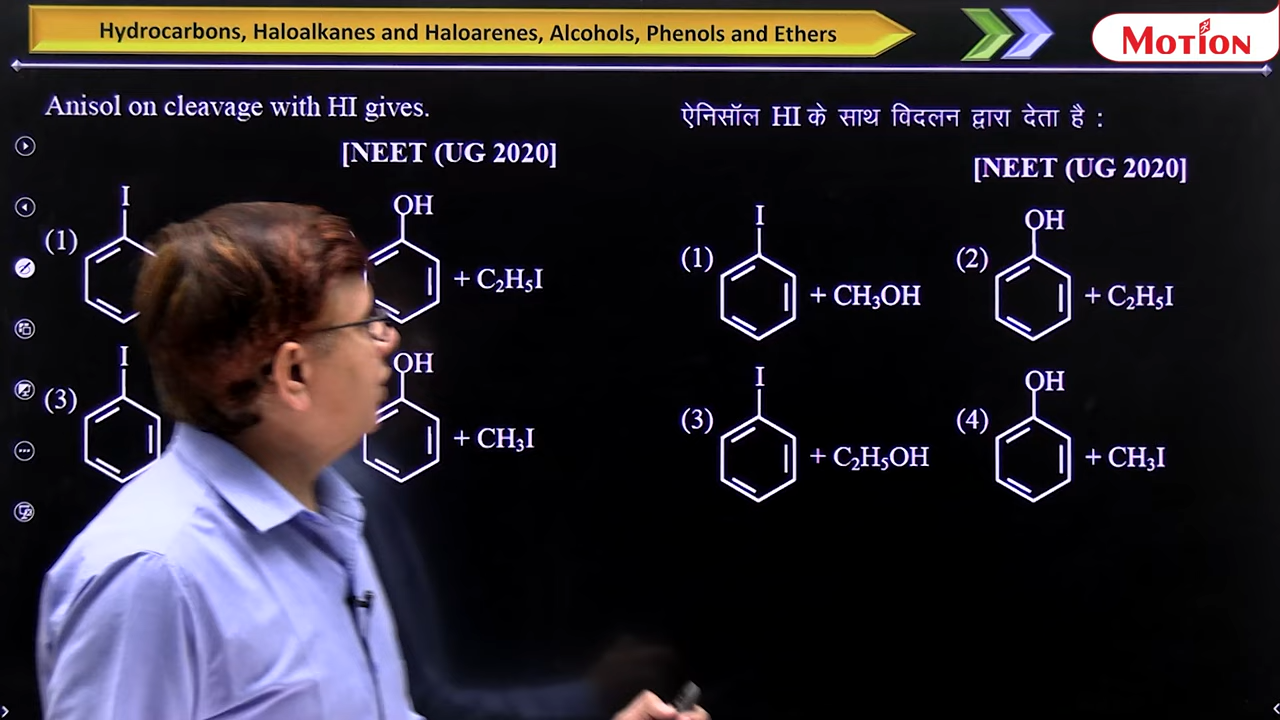 Hydrocarbons, Haloalkanes and Haloarenes, Alcohols, Phenols and Ethers
MOTION
Anisol on cleavage with HI gives.
[NEET (UG 2020]
I
(1)
OH
+ C₂H₅I
I
(3)
OH
+ CH₃I
ऐनिसॉल HI के साथ विदलन द्वारा देता है :
[NEET (UG 2020]
I
(1)
+ CH₃OH
OH
(2)
+ C₂H₅I
I
(3)
+ C₂H₅OH
OH
(4)
+ CH₃I